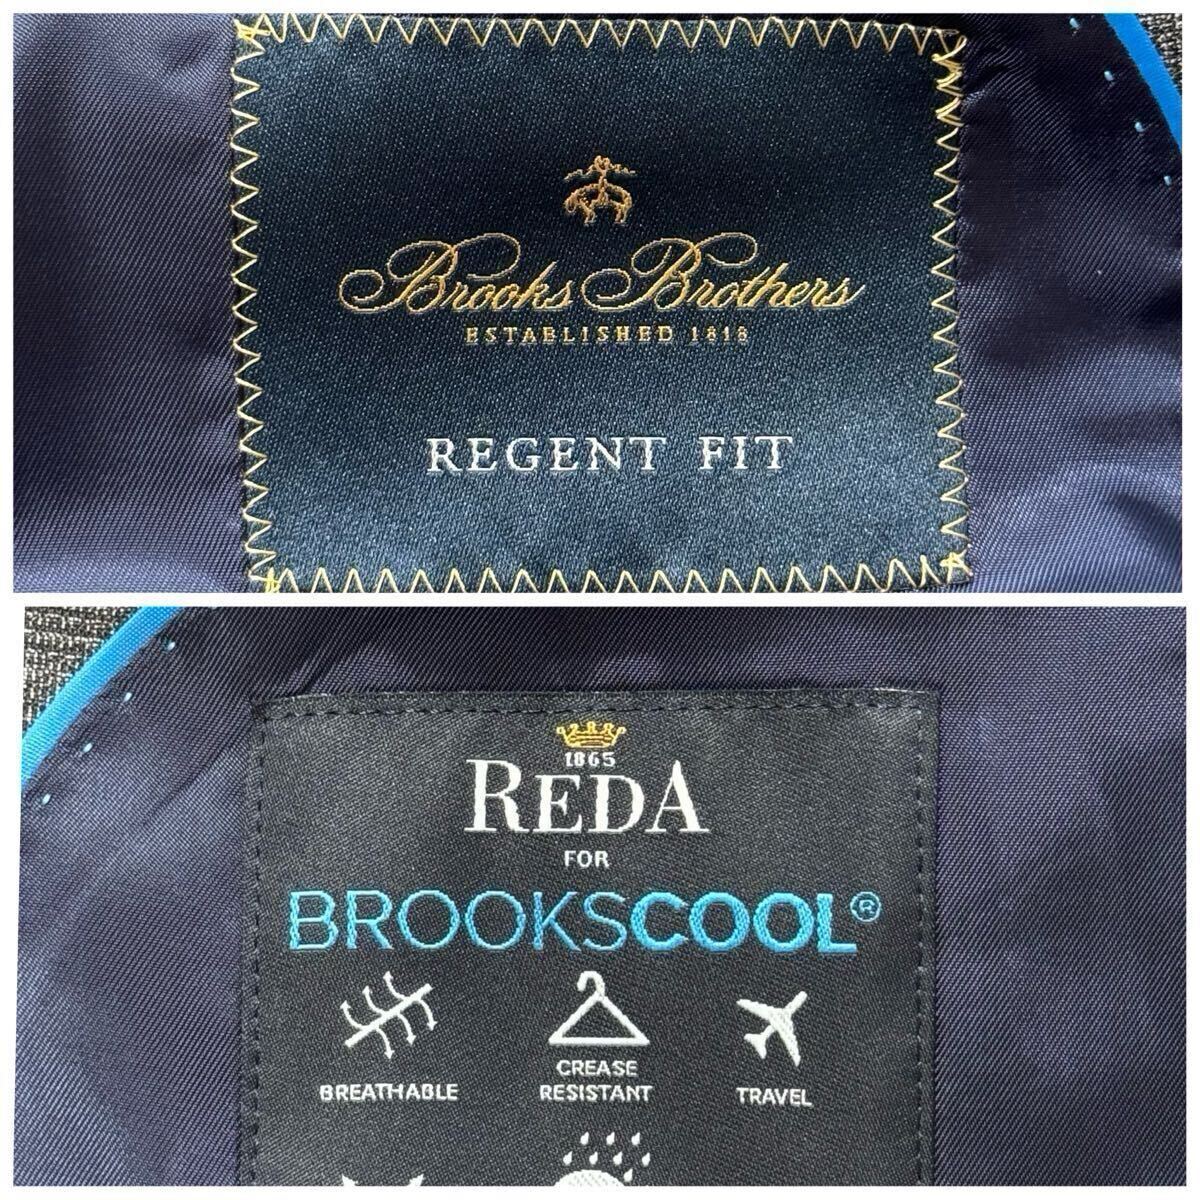 Brooks Brothers
ESTABLISHED 1818
REGENT FIT
1865
REDA
FOR
BROOKSCOOL®
BREATHABLE
CREASE
RESISTANT
TRAVEL